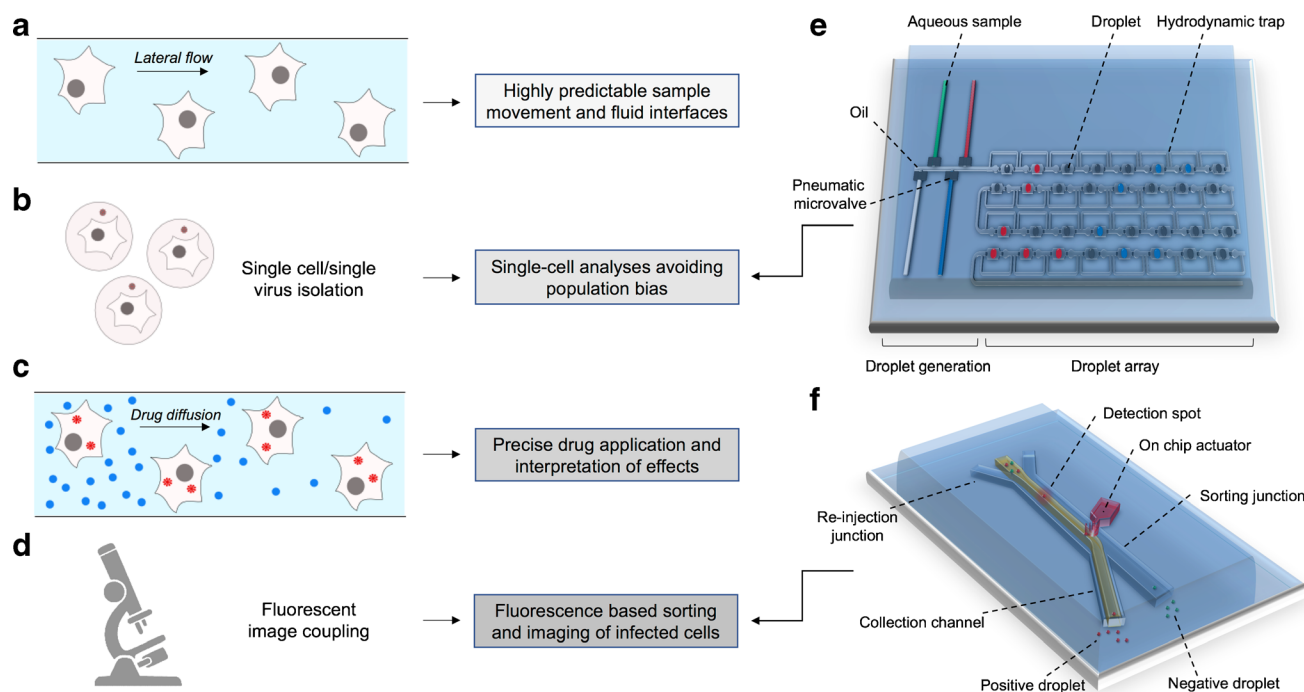 a
Lateral flow
Highly predictable sample
movement and fluid interfaces
b
Single cell/single
virus isolation
Single-cell analyses avoiding
population bias
c
Drug diffusion
Precise drug application and
interpretation of effects
d
Fluorescent
image coupling
Fluorescence based sorting
and imaging of infected cells
e
Aqueous sample
Droplet
Hydrodynamic trap
Oil
Pneumatic
microvalve
Droplet generation
Droplet array
f
Detection spot
On chip actuator
Sorting junction
Re-injection
junction
Collection channel
Positive droplet
Negative droplet